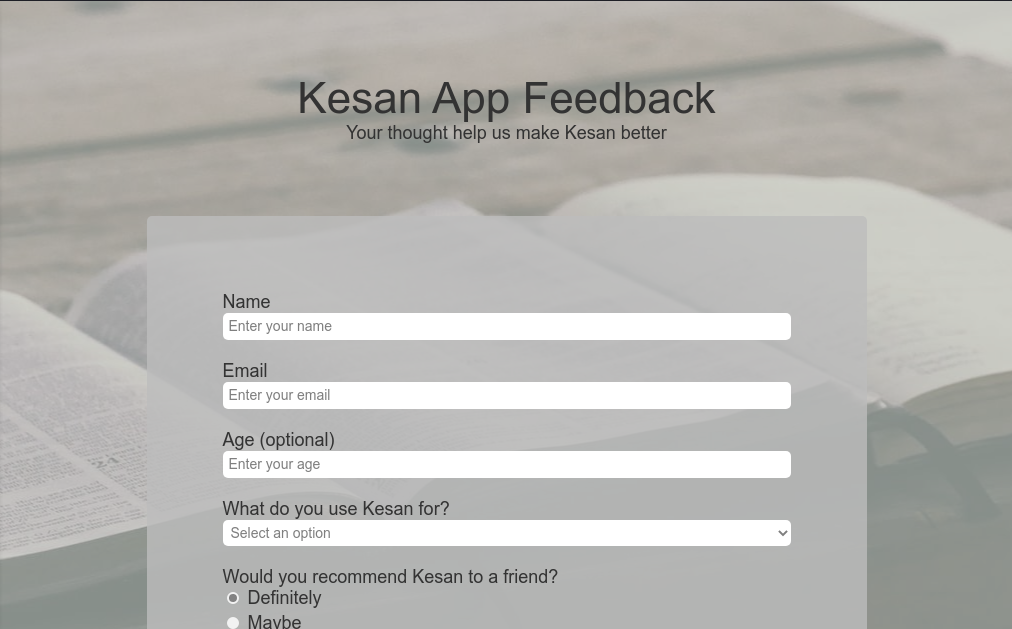 Kesan App Feedback
Your thought help us make Kesan better
Name
Enter your name
Email
Enter your email
Age (optional)
Enter your age
What do you use Kesan for?
Select an option
Would you recommend Kesan to a friend?
Definitely
Maybe